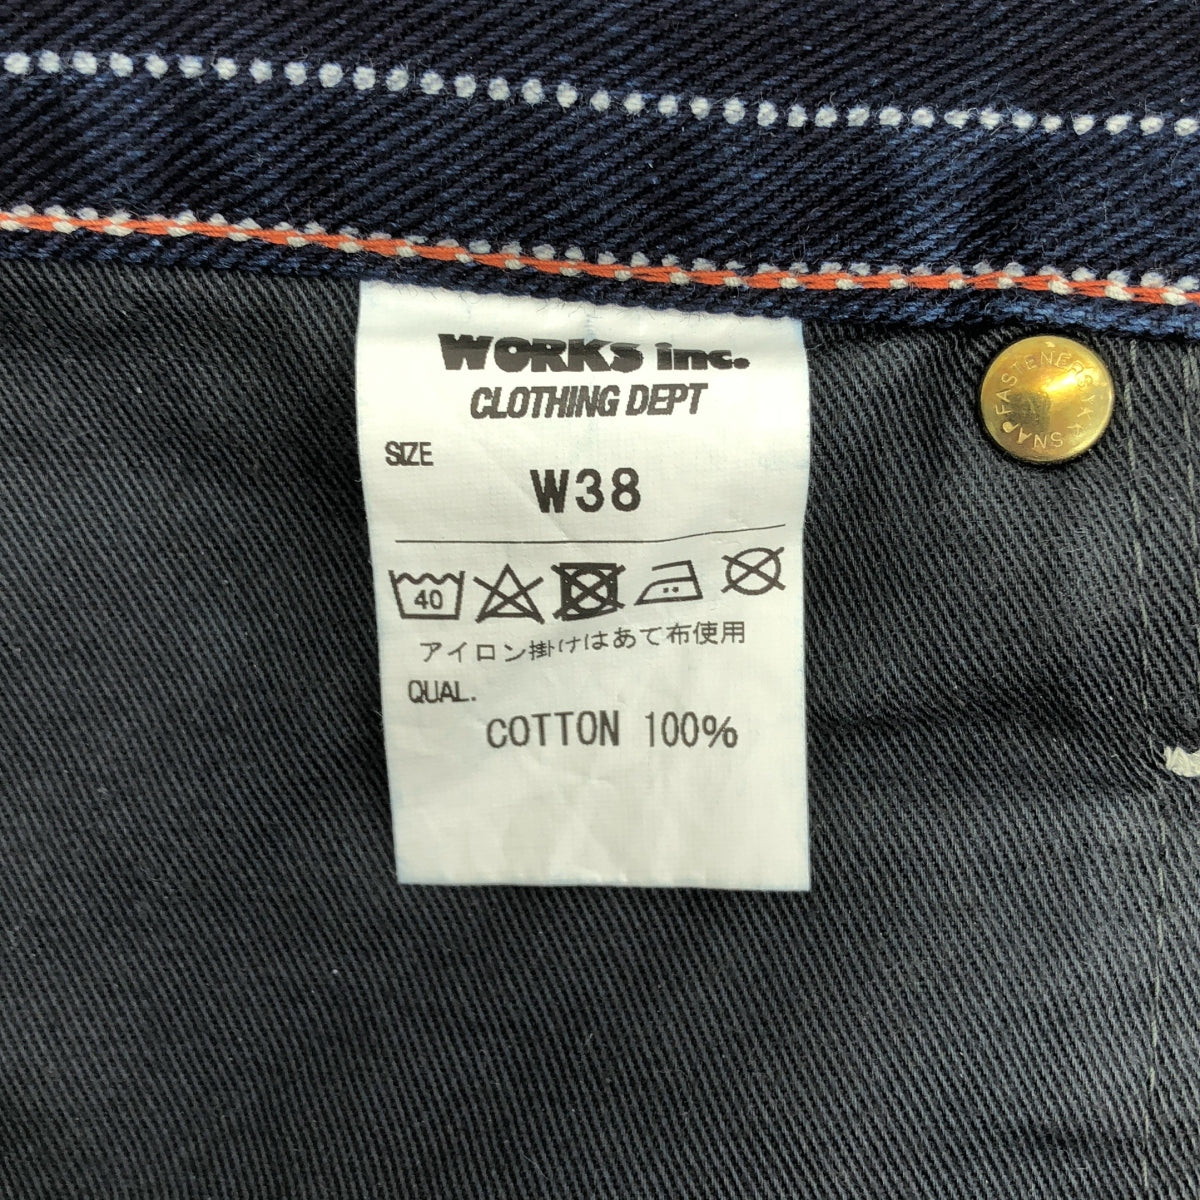 WORKS inc.
CLOTHING DEPT
SIZE
W38
40
アイロン掛けはあて布使用
QUAL.
COTTON 100%
SNAP FASTENERS YKK